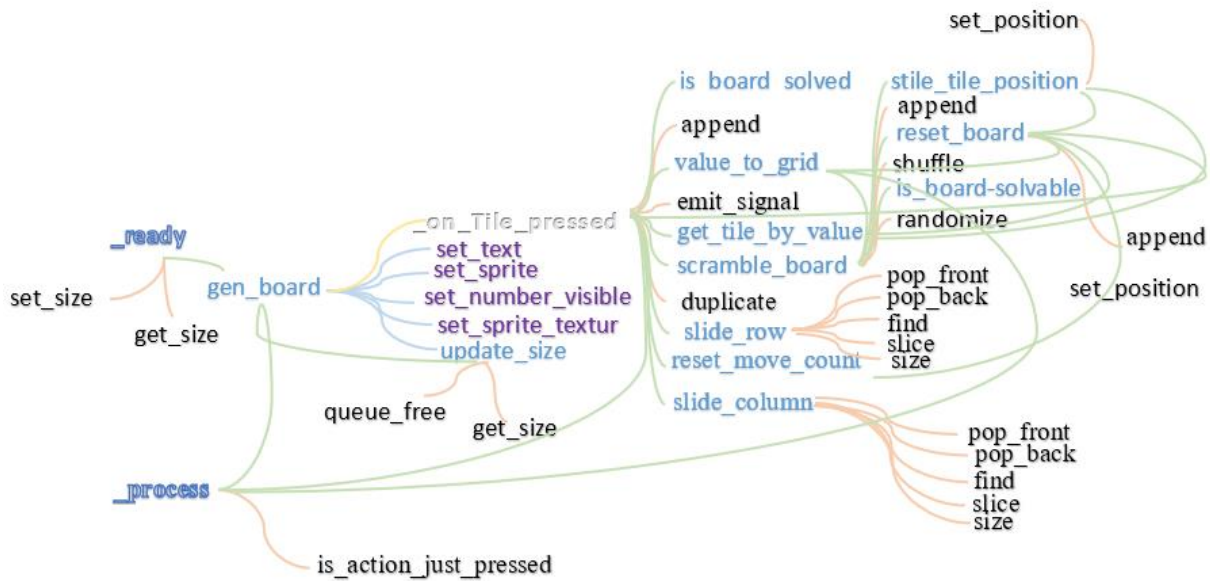 set_position
is board solved
stile_tile_position
append
append
reset_board
value_to_grid
shuffle
is_board-solvable
emit_signal
randomize
_on_Tile_pressed
get_tile_by_value
append
_ready
set_text
set_sprite
scramble_board
pop_front
gen_board
set_number_visible
duplicate
pop_back
set_position
set_size
get_size
set_sprite_textur
slide_row
find
slice
update_size
reset_move_count
size
queue_free
slide_column
get_size
pop_front
pop_back
_process
find
slice
size
is_action_just_pressed